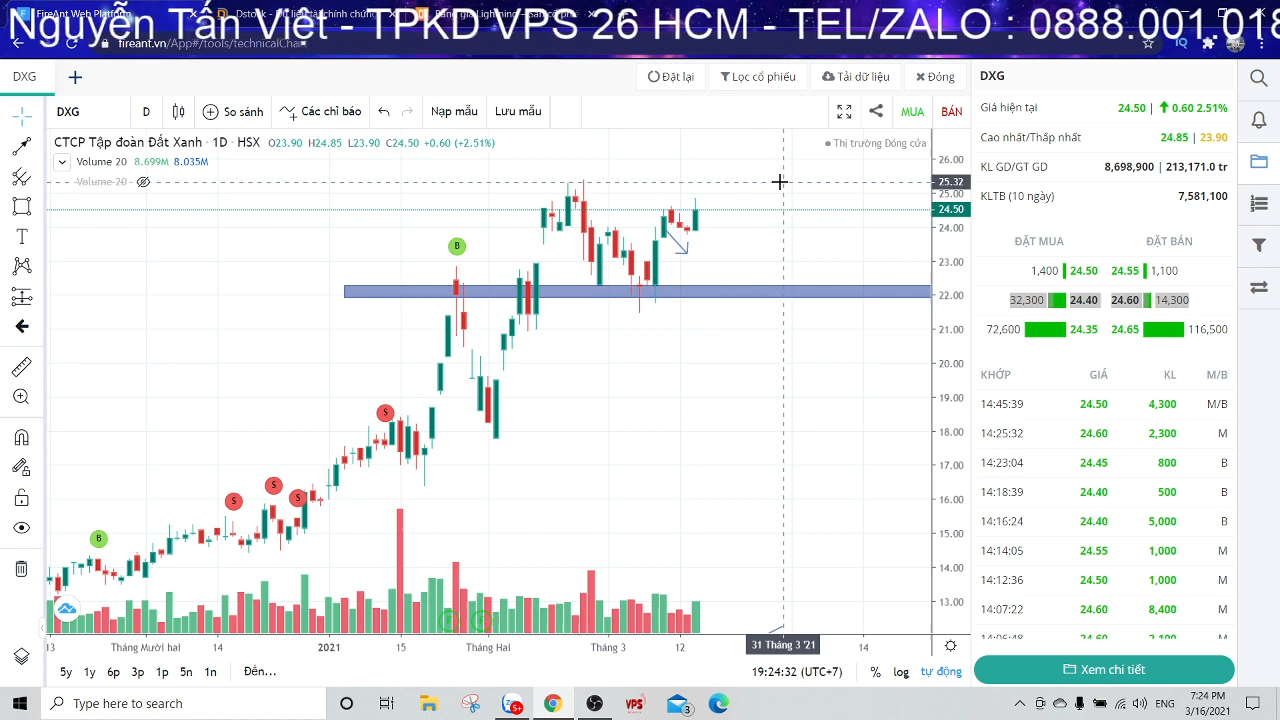 Nguyễn Tấn Việt - TPKD VPS 26 HCM - TEL/ZALO : 0888.001.018
FireAnt Web Platform
fireant.vn/App#/tools/technicalChar
DXG
Đặt lại
Lọc cổ phiếu
Tải dữ liệu
Đóng
DXG
DXG D So sánh Các chỉ báo Nạp mẫu Lưu mẫu MUA BÁN
CTCP Tập đoàn Đất Xanh · 1D · HSX O23.90 H24.85 L23.90 C24.50 +0.60 (+2.51%)
Thị trường Đóng cửa
Volume 20 8.699M 8.035M
Volume 20
26.00
25.32
25.00
24.50
24.00
23.00
22.00
21.00
20.00
19.00
18.00
17.00
16.00
15.00
14.00
13.00
B
S
S
S
S
B
13 Tháng Mười hai 14 2021 15 Tháng Hai Tháng 3 12 31 Tháng 3 '21 14
5y 1y 6p 3p 1p 5n 1n Đến...
19:24:32 (UTC+7) % log tự động
Giá hiện tại 24.50 | 0.60 2.51%
Cao nhất/Thấp nhất 24.85 | 23.90
KL GD/GT GD 8,698,900 | 213,171.0 tr
KLTB (10 ngày) 7,581,100
ĐẶT MUA ĐẶT BÁN
1,400 24.50 24.55 1,100
32,300 24.40 24.60 14,300
72,600 24.35 24.65 116,500
KHỚP GIÁ KL M/B
14:45:39 24.50 4,300 M/B
14:25:32 24.60 2,300 M
14:23:04 24.45 800 B
14:18:39 24.40 500 B
14:16:24 24.40 5,000 B
14:14:05 24.55 1,000 M
14:12:36 24.50 1,000 M
14:07:22 24.60 8,400 M
Xem chi tiết
Type here to search
5+
VPS
3
ENG
7:24 PM
3/16/2021